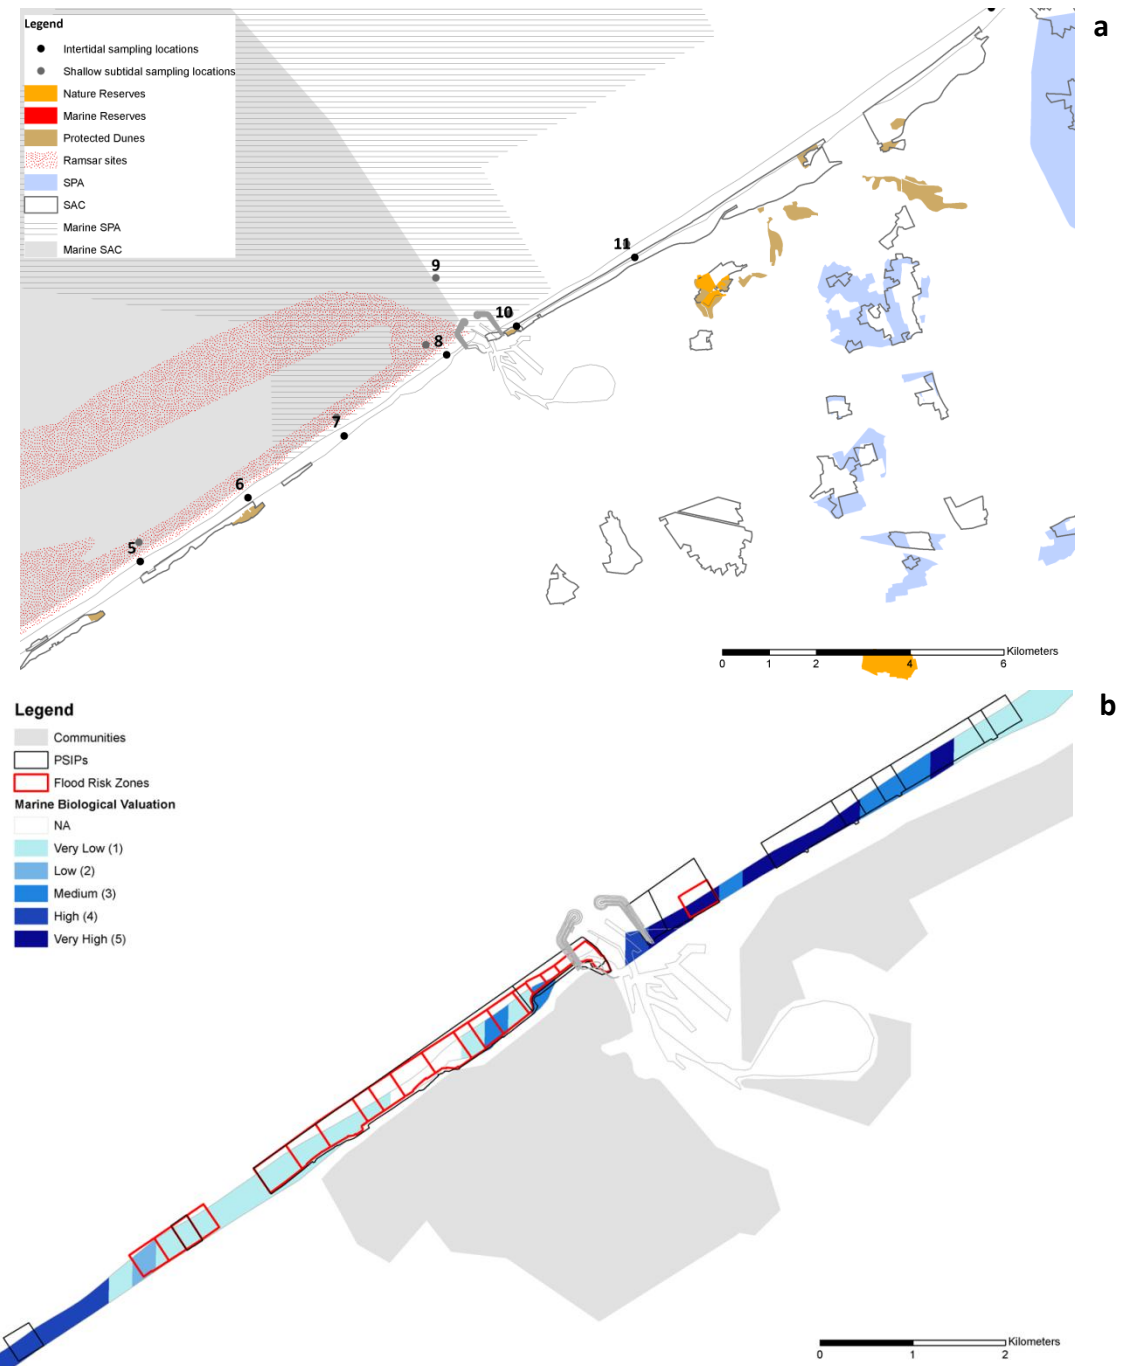 a
Legend
Intertidal sampling locations
Shallow subtidal sampling locations
Nature Reserves
Marine Reserves
Protected Dunes
Ramsar sites
SPA
SAC
Marine SPA
Marine SAC
11
9
10
8
7
6
5
Kilometers
0 1 2 4 6
b
Legend
Communities
PSIPs
Flood Risk Zones
Marine Biological Valuation
NA
Very Low (1)
Low (2)
Medium (3)
High (4)
Very High (5)
Kilometers
0 1 2